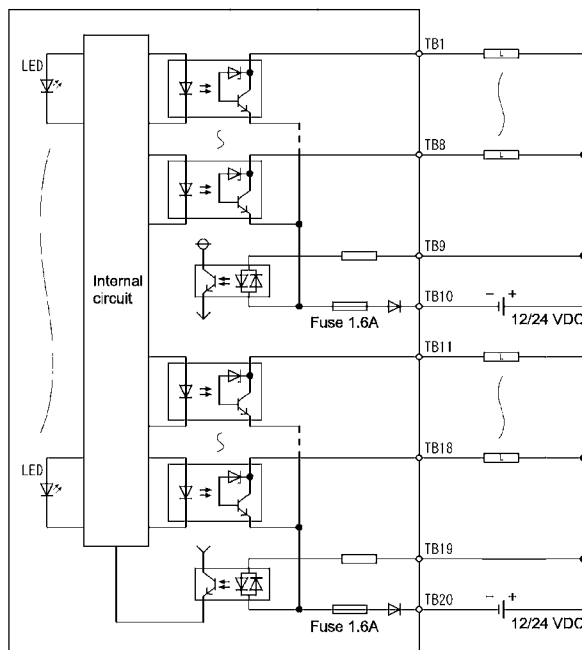 LED
TB1
L
TB8
L
TB9
Internal
circuit
TB10
− +
Fuse 1.6A
12/24 VDC
TB11
L
LED
TB18
L
TB19
TB20
− +
Fuse 1.6A
12/24 VDC